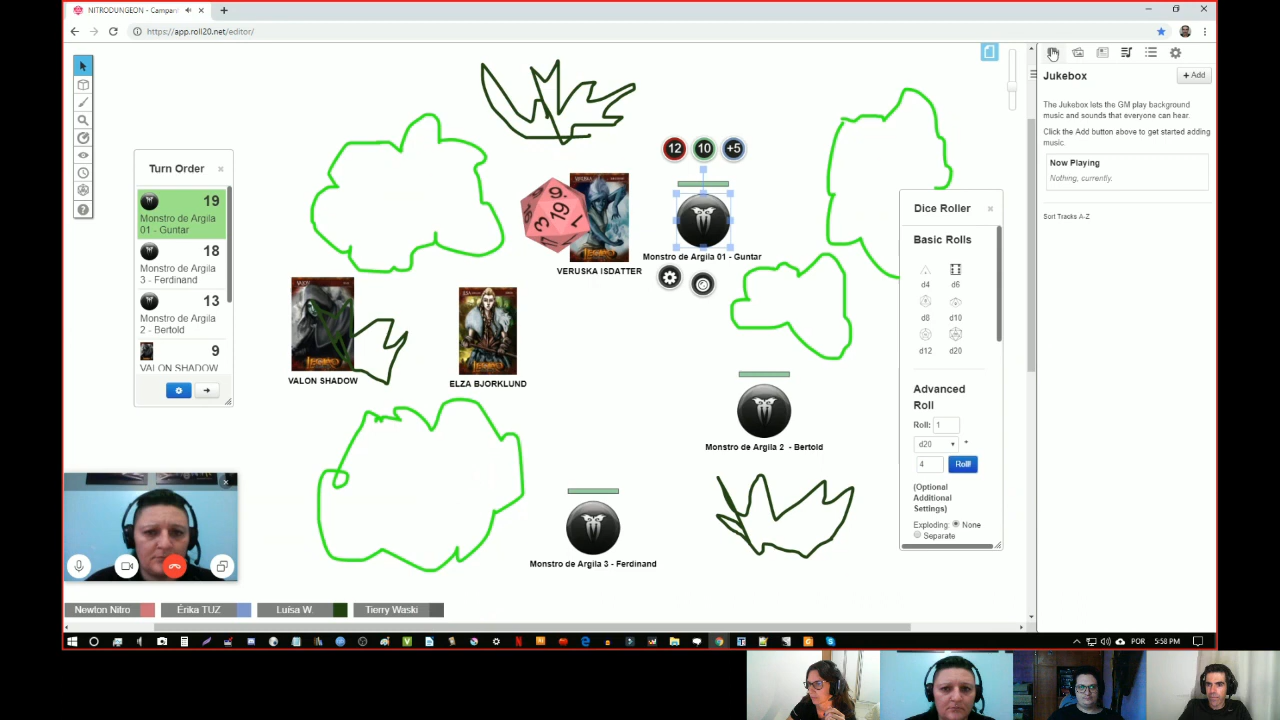 NITRODUNGEON - Campan
https://app.roll20.net/editor/
Turn Order
19
Monstro de Argila
01 - Guntar
18
Monstro de Argila
3 - Ferdinand
13
Monstro de Argila
2 - Bertold
9
VALON SHADOW
VERUSKA ISDATTER
12
10
+5
Monstro de Argila 01 - Guntar
19
9.
3
VALON SHADOW
ELZA BJORKLUND
Monstro de Argila 2 - Bertold
Monstro de Argila 3 - Ferdinand
Dice Roller
Basic Rolls
d4
d6
d8
d10
d12
d20
Advanced
Roll
Roll:
1
d20
+
4
Roll!
(Optional
Additional
Settings)
Exploding:
None
Separate
Jukebox
+ Add
The Jukebox lets the GM play background
music and sounds that everyone can hear.
Click the Add button above to get started adding
music.
Now Playing
Nothing, currently.
Sort Tracks A-Z
Newton Nitro
Érika TUZ
Luísa W.
Tierry Waski
POR
5:58 PM